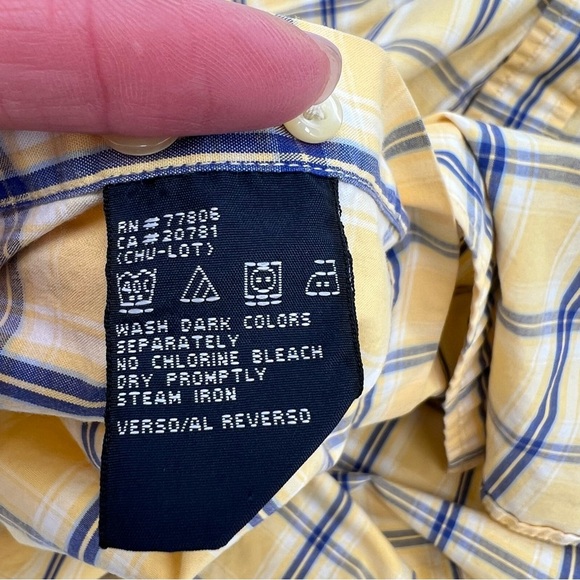 RN # 77806
CA # 20781
(CHU-LOT)
40C
WASH DARK COLORS
SEPARATELY
NO CHLORINE BLEACH
DRY PROMPTLY
STEAM IRON
VERSO/AL REVERSO